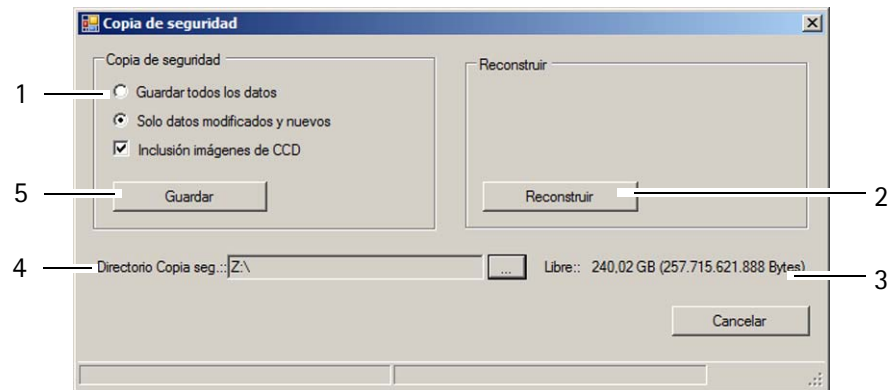 Copia de seguridad
Copia de seguridad
Reconstruir
1
Guardar todos los datos
Solo datos modificados y nuevos
Inclusión imágenes de CCD
5
Guardar
Reconstruir
2
4
Directorio Copia seg.::
Z:\
...
Libre:: 240,02 GB (257.715.621.888 Bytes)
3
Cancelar